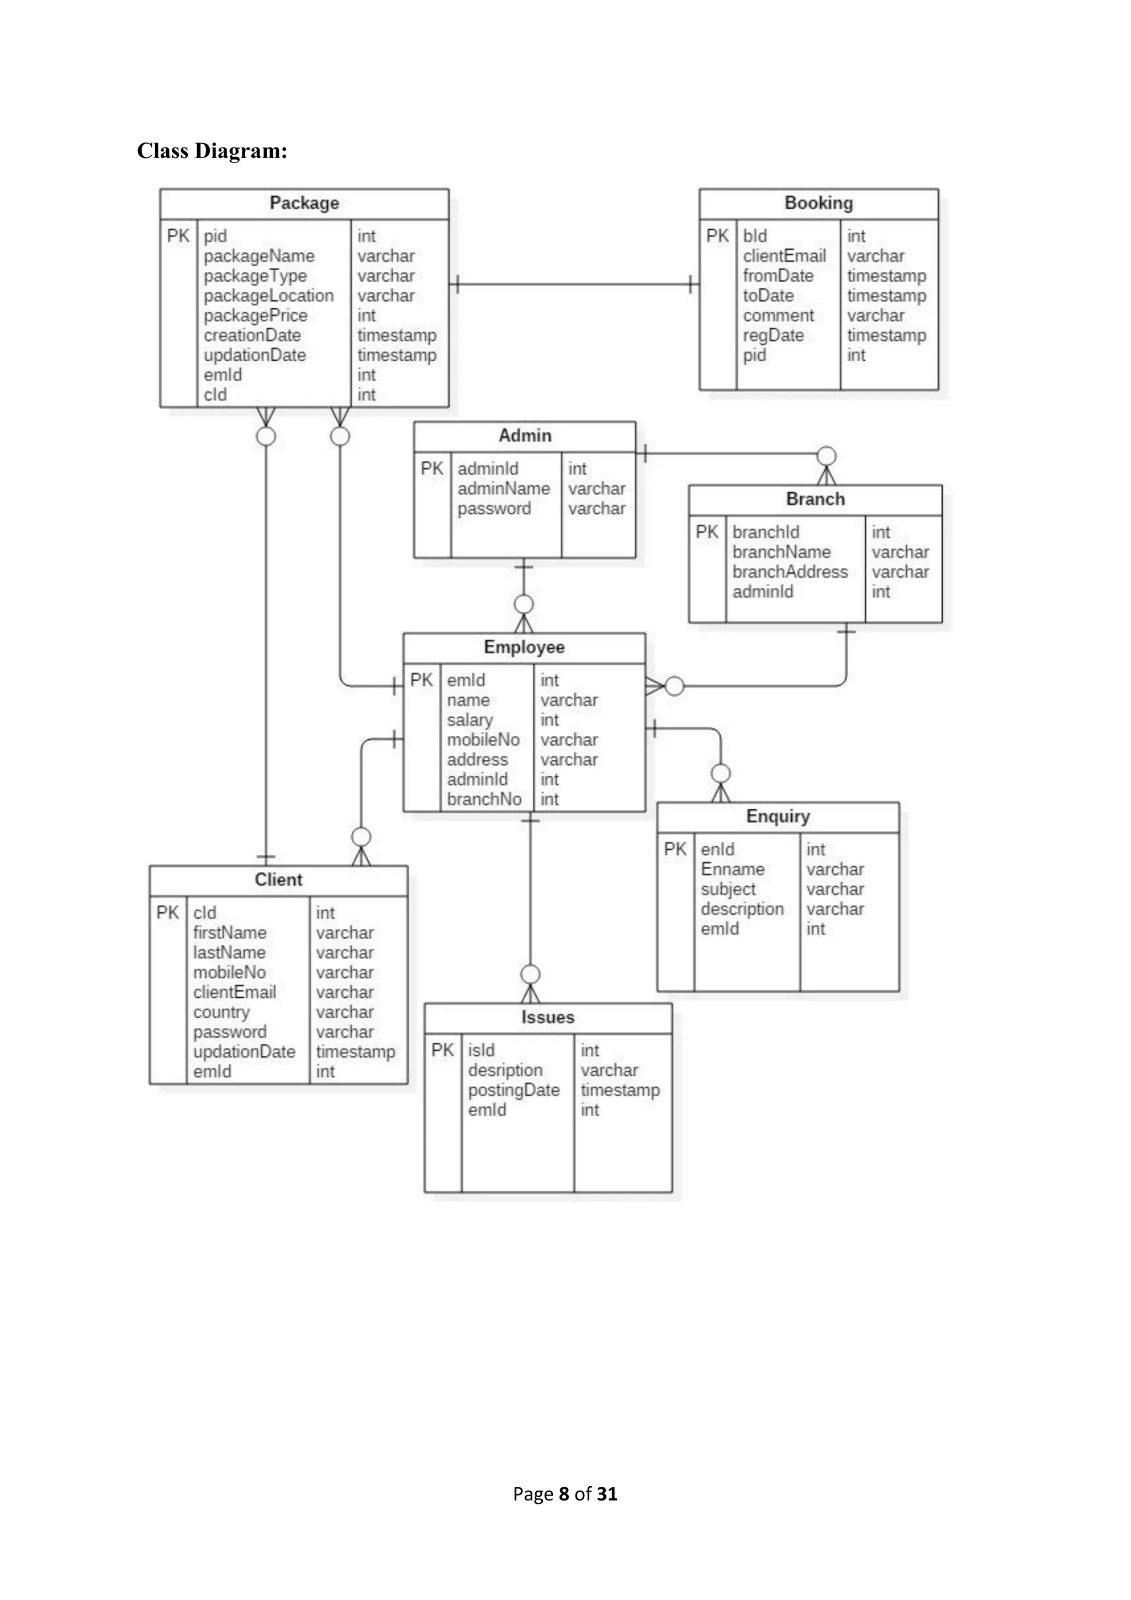 Class Diagram:
Package
PK pid int
packageName varchar
packageType varchar
packageLocation varchar
packagePrice int
creationDate timestamp
updationDate timestamp
emId int
cId int
Booking
PK bId int
clientEmail varchar
fromDate timestamp
toDate timestamp
comment varchar
regDate timestamp
pid int
Admin
PK adminId int
adminName varchar
password varchar
Branch
PK branchId int
branchName varchar
branchAddress varchar
adminId int
Employee
PK emId int
name varchar
salary int
mobileNo varchar
address varchar
adminId int
branchNo int
Enquiry
PK enId int
Enname varchar
subject varchar
description varchar
emId int
Client
PK cId int
firstName varchar
lastName varchar
mobileNo varchar
clientEmail varchar
country varchar
password varchar
updationDate timestamp
emId int
Issues
PK isId int
desription varchar
postingDate timestamp
emId int
Page 8 of 31